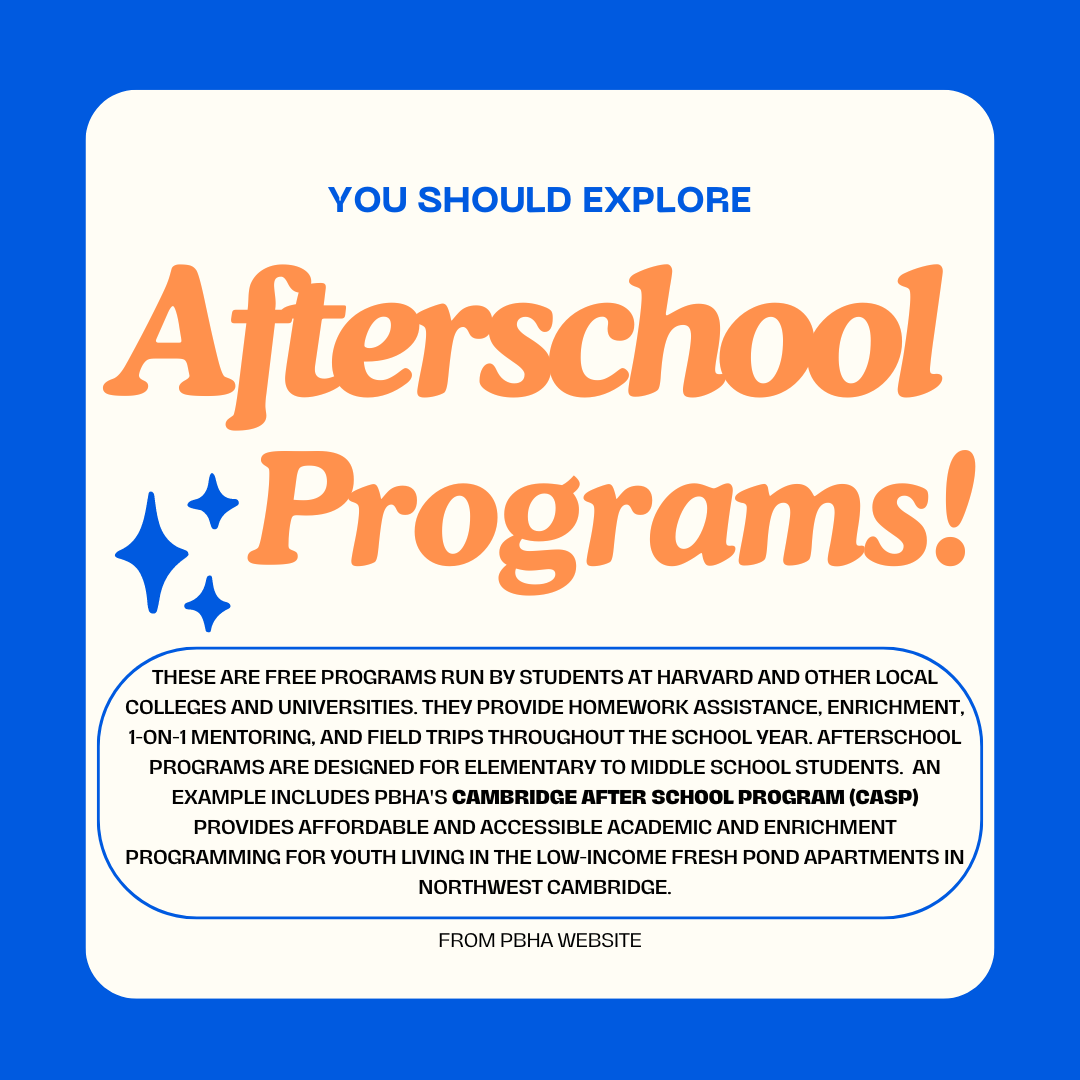 YOU SHOULD EXPLORE
Afterschool
Programs!
THESE ARE FREE PROGRAMS RUN BY STUDENTS AT HARVARD AND OTHER LOCAL
COLLEGES AND UNIVERSITIES. THEY PROVIDE HOMEWORK ASSISTANCE, ENRICHMENT,
1-ON-1 MENTORING, AND FIELD TRIPS THROUGHOUT THE SCHOOL YEAR. AFTERSCHOOL
PROGRAMS ARE DESIGNED FOR ELEMENTARY TO MIDDLE SCHOOL STUDENTS. AN
EXAMPLE INCLUDES PBHA'S CAMBRIDGE AFTER SCHOOL PROGRAM (CASP)
PROVIDES AFFORDABLE AND ACCESSIBLE ACADEMIC AND ENRICHMENT
PROGRAMMING FOR YOUTH LIVING IN THE LOW-INCOME FRESH POND APARTMENTS IN
NORTHWEST CAMBRIDGE.
FROM PBHA WEBSITE